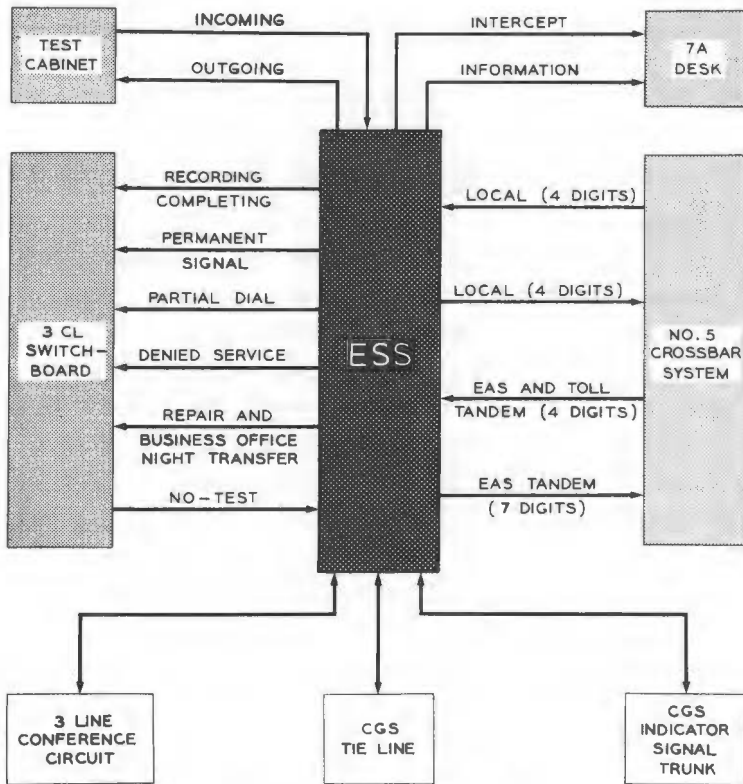 TEST
CABINET
INCOMING
OUTGOING
INTERCEPT
INFORMATION
7A
DESK
3 CL
SWITCH-
BOARD
RECORDING
COMPLETING
PERMANENT
SIGNAL
PARTIAL DIAL
DENIED SERVICE
REPAIR AND
BUSINESS OFFICE
NIGHT TRANSFER
NO-TEST
ESS
LOCAL (4 DIGITS)
LOCAL (4 DIGITS)
EAS AND TOLL
TANDEM (4 DIGITS)
EAS TANDEM
(7 DIGITS)
NO. 5
CROSSBAR
SYSTEM
3 LINE
CONFERENCE
CIRCUIT
CGS
TIE LINE
CGS
INDICATOR
SIGNAL
TRUNK